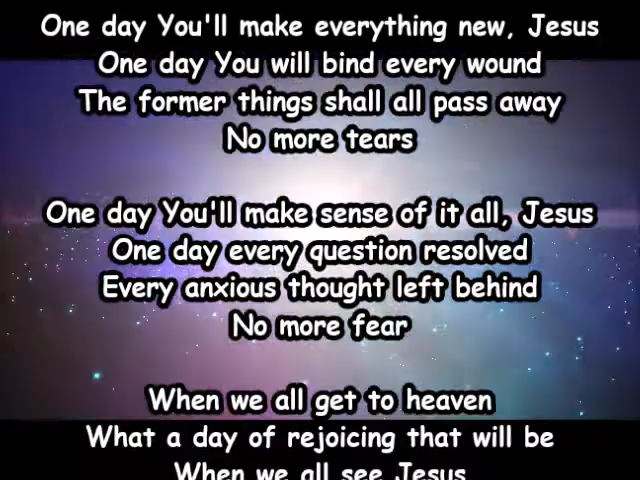 One day You'll make everything new, Jesus
One day You will bind every wound
The former things shall all pass away
No more tears
One day You'll make sense of it all, Jesus
One day every question resolved
Every anxious thought left behind
No more fear
When we all get to heaven
What a day of rejoicing that will be
When we all see Jesus